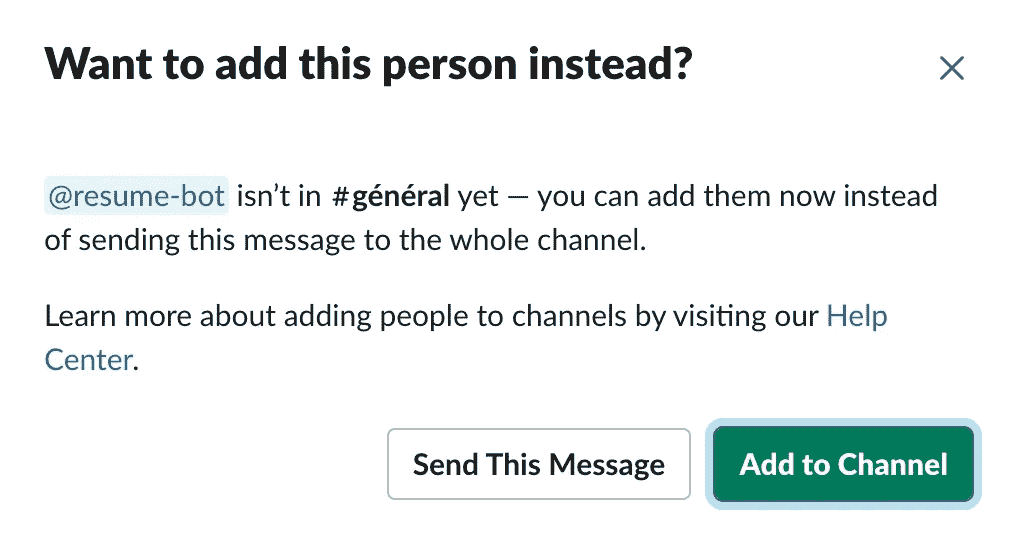 Want to add this person instead?
@resume-bot isn’t in #général yet — you can add them now instead
of sending this message to the whole channel.
Learn more about adding people to channels by visiting our Help
Center.
Send This Message
Add to Channel